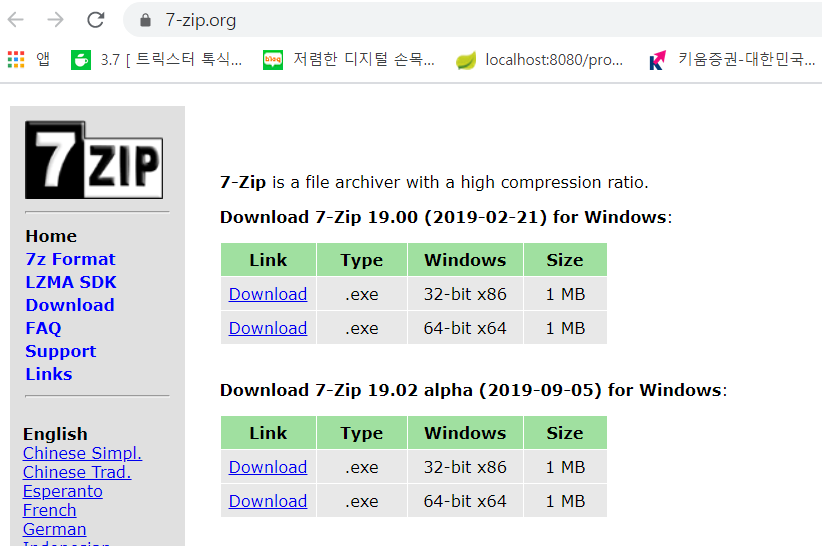 7-zip.org
앱
3.7 [ 트릭스터 톡식...
blog
저렴한 디지털 손목...
localhost:8080/pro...
키움증권-대한민국...
7ZIP
Home
7z Format
LZMA SDK
Download
FAQ
Support
Links
English
Chinese Simpl.
Chinese Trad.
Esperanto
French
German
7-Zip is a file archiver with a high compression ratio.
Download 7-Zip 19.00 (2019-02-21) for Windows:
Link Type Windows Size
Download .exe 32-bit x86 1 MB
Download .exe 64-bit x64 1 MB
Download 7-Zip 19.02 alpha (2019-09-05) for Windows:
Link Type Windows Size
Download .exe 32-bit x86 1 MB
Download .exe 64-bit x64 1 MB